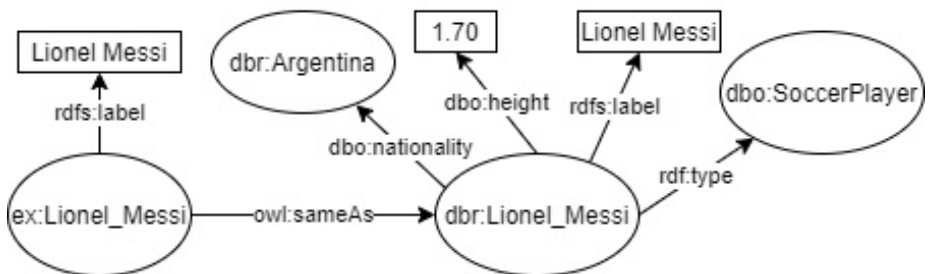 Lionel Messi
dbr:Argentina
1.70
Lionel Messi
dbo:SoccerPlayer
rdfs:label
dbo:height
rdfs:label
dbo:nationality
rdf:type
ex:Lionel_Messi
owl:sameAs
dbr:Lionel_Messi